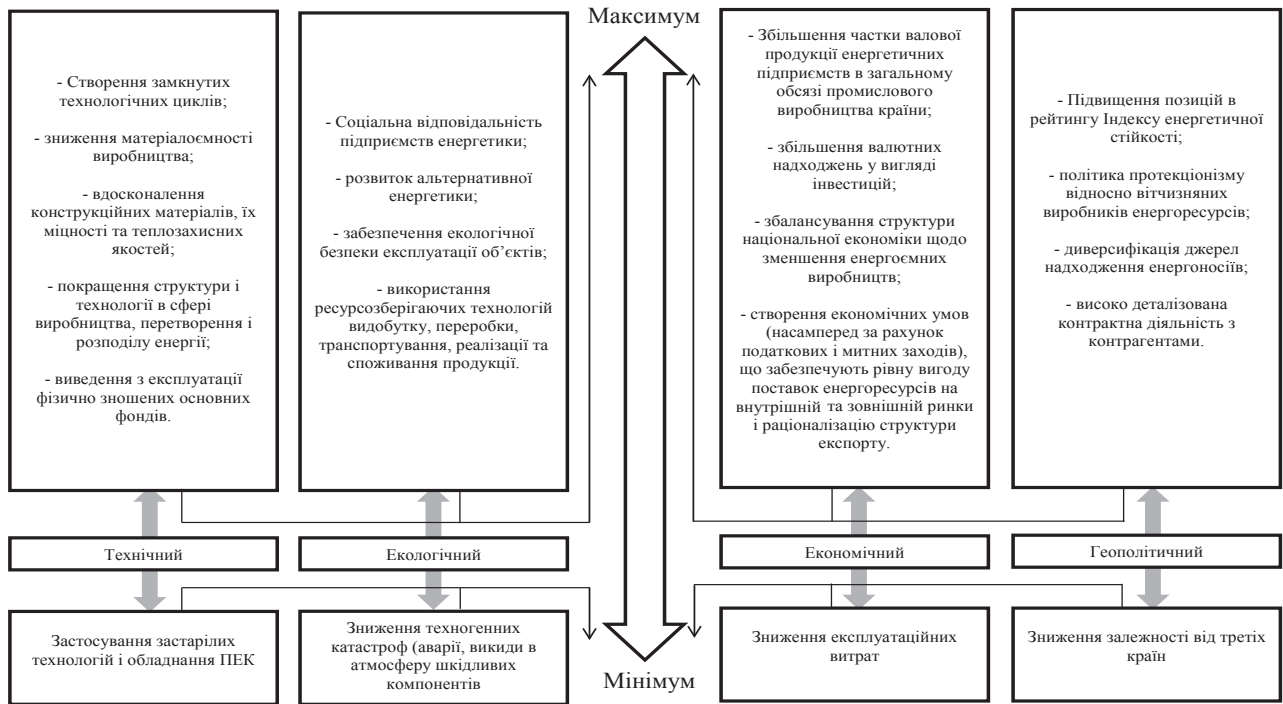 Максимум
- Створення замкнутих
технологічних циклів;
- зниження матеріалоємності
виробництва;
- вдосконалення
конструкційних матеріалів, їх
міцності та теплозахисних
якостей;
- покращення структури і
технології в сфері
виробництва, перетворення і
розподілу енергії;
- виведення з експлуатації
фізично зношених основних
фондів.
- Соціальна відповідальність
підприємств енергетики;
- розвиток альтернативної
енергетики;
- забезпечення екологічної
безпеки експлуатації об’єктів;
- використання
ресурсозберігаючих технологій
видобутку, переробки,
транспортування, реалізації та
споживання продукції.
- Збільшення частки валової
продукції енергетичних
підприємств в загальному
обсязі промислового
виробництва країни;
- збільшення валютних
надходжень у вигляді
інвестицій;
- збалансування структури
національної економіки щодо
зменшення енергоємних
виробництв;
- створення економічних умов
(насамперед за рахунок
податкових і митних заходів),
що забезпечують рівну вигоду
поставок енергоресурсів на
внутрішній та зовнішній ринки
і раціоналізацію структури
експорту.
- Підвищення позицій в
рейтингу Індексу енергетичної
стійкості;
- політика протекціонізму
відносно вітчизняних
виробників енергоресурсів;
- диверсифікація джерел
надходження енергоносіїв;
- високо деталізована
контрактна діяльність з
контрагентами.
Технічний
Екологічний
Економічний
Геополітичний
Застосування застарілих
технологій і обладнання ПЕК
Зниження техногенних
катастроф (аварії, викиди в
атмосферу шкідливих
компонентів
Зниження експлуатаційних
витрат
Зниження залежності від третіх
країн
Мінімум